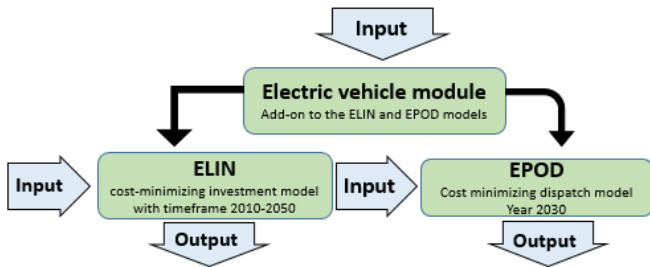 Input
Electric vehicle module
Add-on to the ELIN and EPOD models
Input
ELIN
cost-minimizing investment model
with timeframe 2010-2050
Input
EPOD
Cost minimizing dispatch model
Year 2030
Output
Output